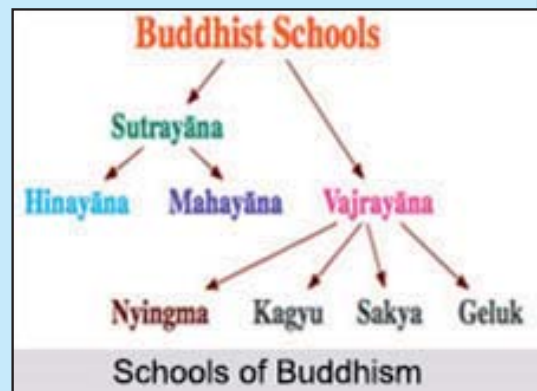 Buddhist Schools
Sutrayāna
Hinayāna Mahayāna Vajrayāna
Nyingma Kagyu Sakya Geluk
Schools of Buddhism